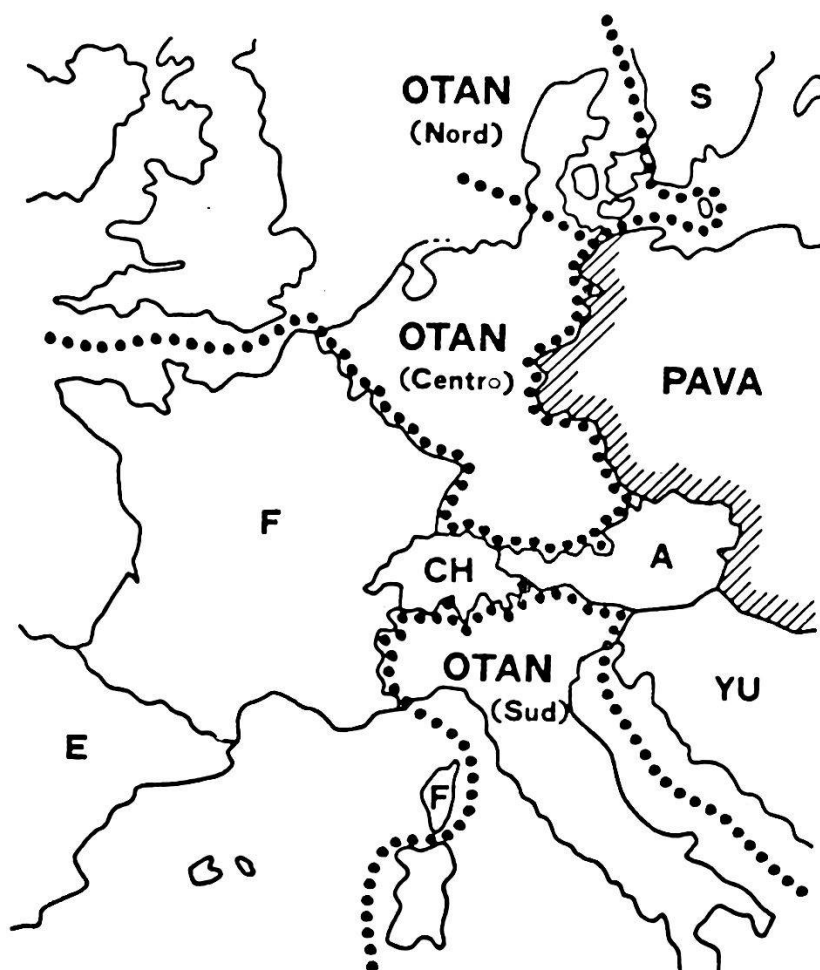 OTAN
(Nord)
S
OTAN
(Centro)
PAVA
F
CH
A
OTAN
(Sud)
YU
E
F